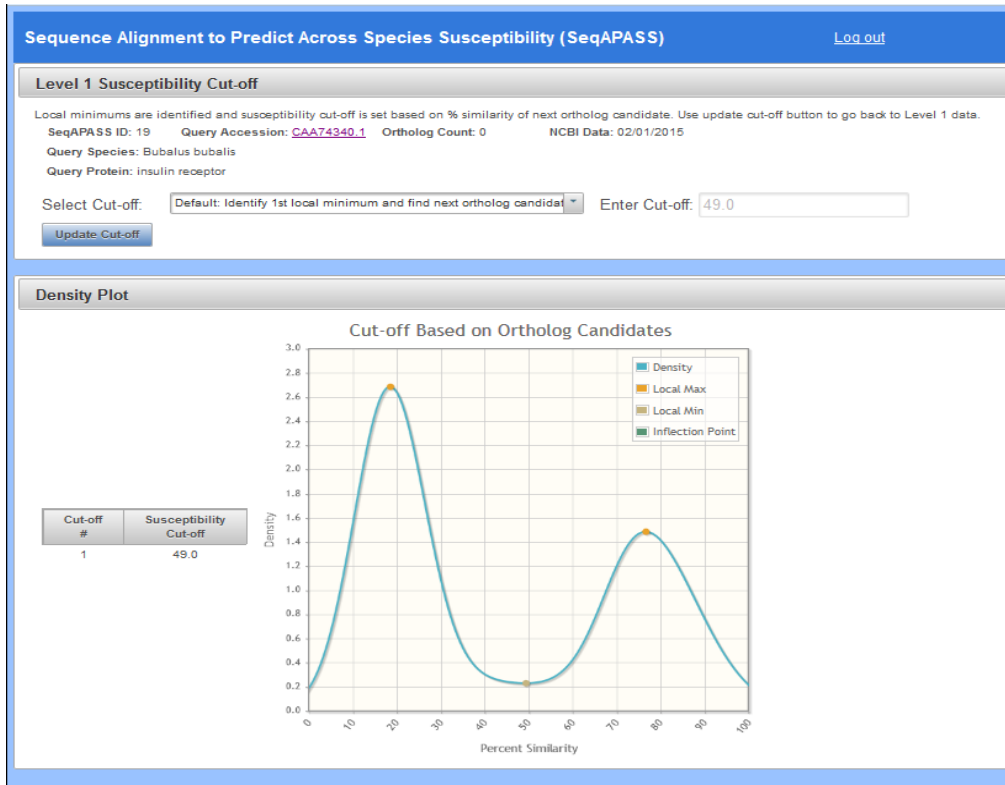 Sequence Alignment to Predict Across Species Susceptibility (SeqAPASS) Log out
Level 1 Susceptibility Cut-off
Local minimums are identified and susceptibility cut-off is set based on % similarity of next ortholog candidate. Use update cut-off button to go back to Level 1 data.
SeqAPASS ID: 19 Query Accession: CAA74340.1 Ortholog Count: 0 NCBI Data: 02/01/2015
Query Species: Bubalus bubalis
Query Protein: insulin receptor
Select Cut-off: Default: Identify 1st local minimum and find next ortholog candidat Enter Cut-off: 49.0
Update Cut-off
Density Plot
Cut-off Based on Ortholog Candidates
3.0
2.8
2.6
2.4
2.2
2.0
1.8
1.6
1.4
1.2
1.0
0.8
0.6
0.4
0.2
0.0
Density
Density
Local Max
Local Min
Inflection Point
Cut-off # Susceptibility Cut-off
1 49.0
0 10 20 30 40 50 60 70 80 90 100
Percent Similarity